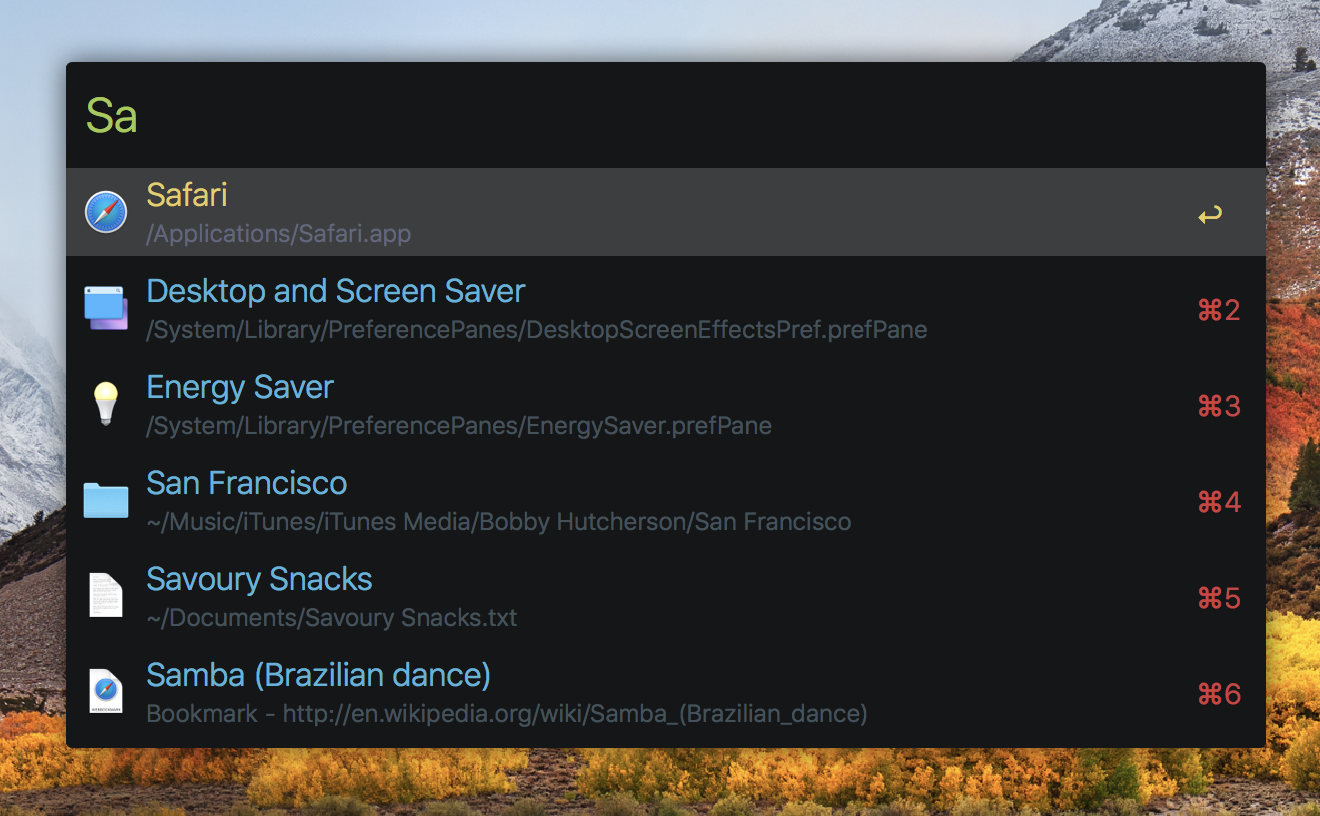 Sa
Safari
/Applications/Safari.app
↩
Desktop and Screen Saver
/System/Library/PreferencePanes/DesktopScreenEffectsPref.prefPane
⌘2
Energy Saver
/System/Library/PreferencePanes/EnergySaver.prefPane
⌘3
San Francisco
~/Music/iTunes/iTunes Media/Bobby Hutcherson/San Francisco
⌘4
Savoury Snacks
~/Documents/Savoury Snacks.txt
⌘5
Samba (Brazilian dance)
Bookmark - http://en.wikipedia.org/wiki/Samba_(Brazilian_dance)
⌘6